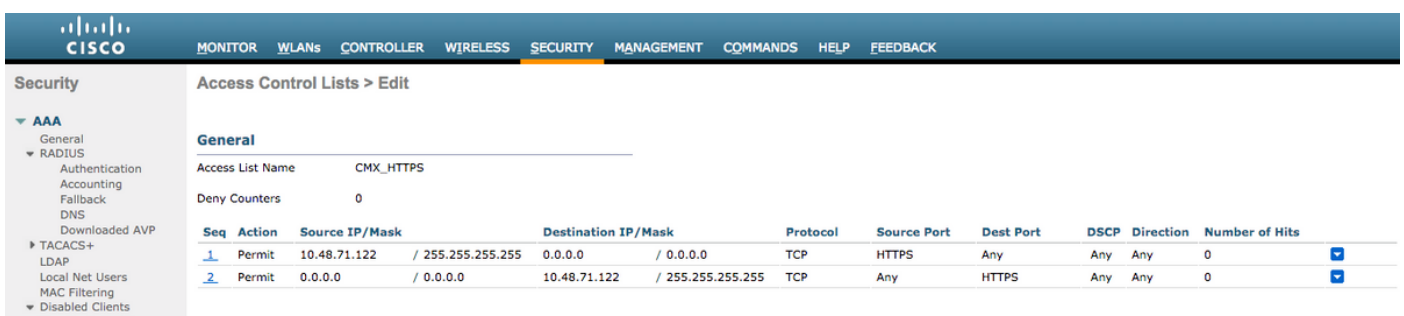 CISCO
MONITOR WLANs CONTROLLER WIRELESS SECURITY MANAGEMENT COMMANDS HELP FEEDBACK
Security
AAA
General
RADIUS
Authentication
Accounting
Fallback
DNS
Downloaded AVP
TACACS+
LDAP
Local Net Users
MAC Filtering
Disabled Clients
Access Control Lists > Edit
General
Access List Name CMX_HTTPS
Deny Counters 0
Seq Action Source IP/Mask Destination IP/Mask Protocol Source Port Dest Port DSCP Direction Number of Hits
1 Permit 10.48.71.122 / 255.255.255.255 0.0.0.0 / 0.0.0.0 TCP HTTPS Any Any Any 0
2 Permit 0.0.0.0 / 0.0.0.0 10.48.71.122 / 255.255.255.255 TCP Any HTTPS Any Any 0